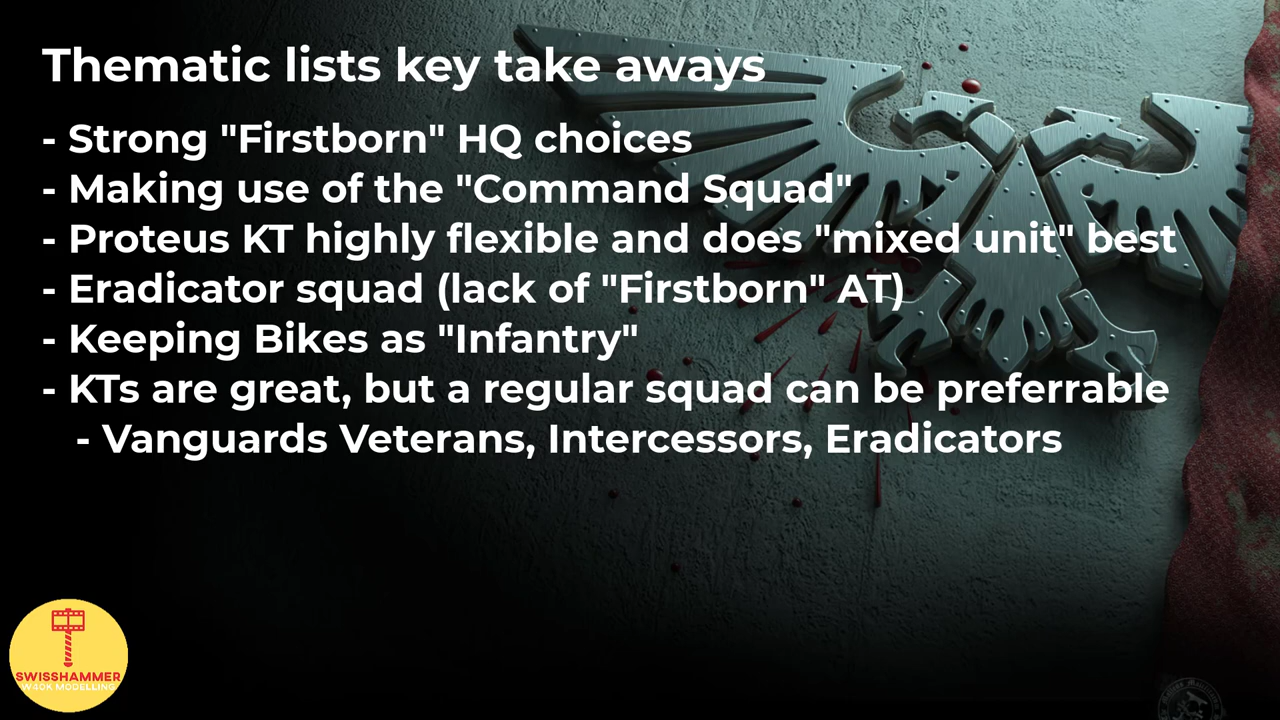 Thematic lists key take aways
- Strong "Firstborn" HQ choices
- Making use of the "Command Squad"
- Proteus KT highly flexible and does "mixed unit" best
- Eradicator squad (lack of "Firstborn" AT)
- Keeping Bikes as "Infantry"
- KTs are great, but a regular squad can be preferrable
- Vanguards Veterans, Intercessors, Eradicators
SWISSHAMMER
W40K MODELLING